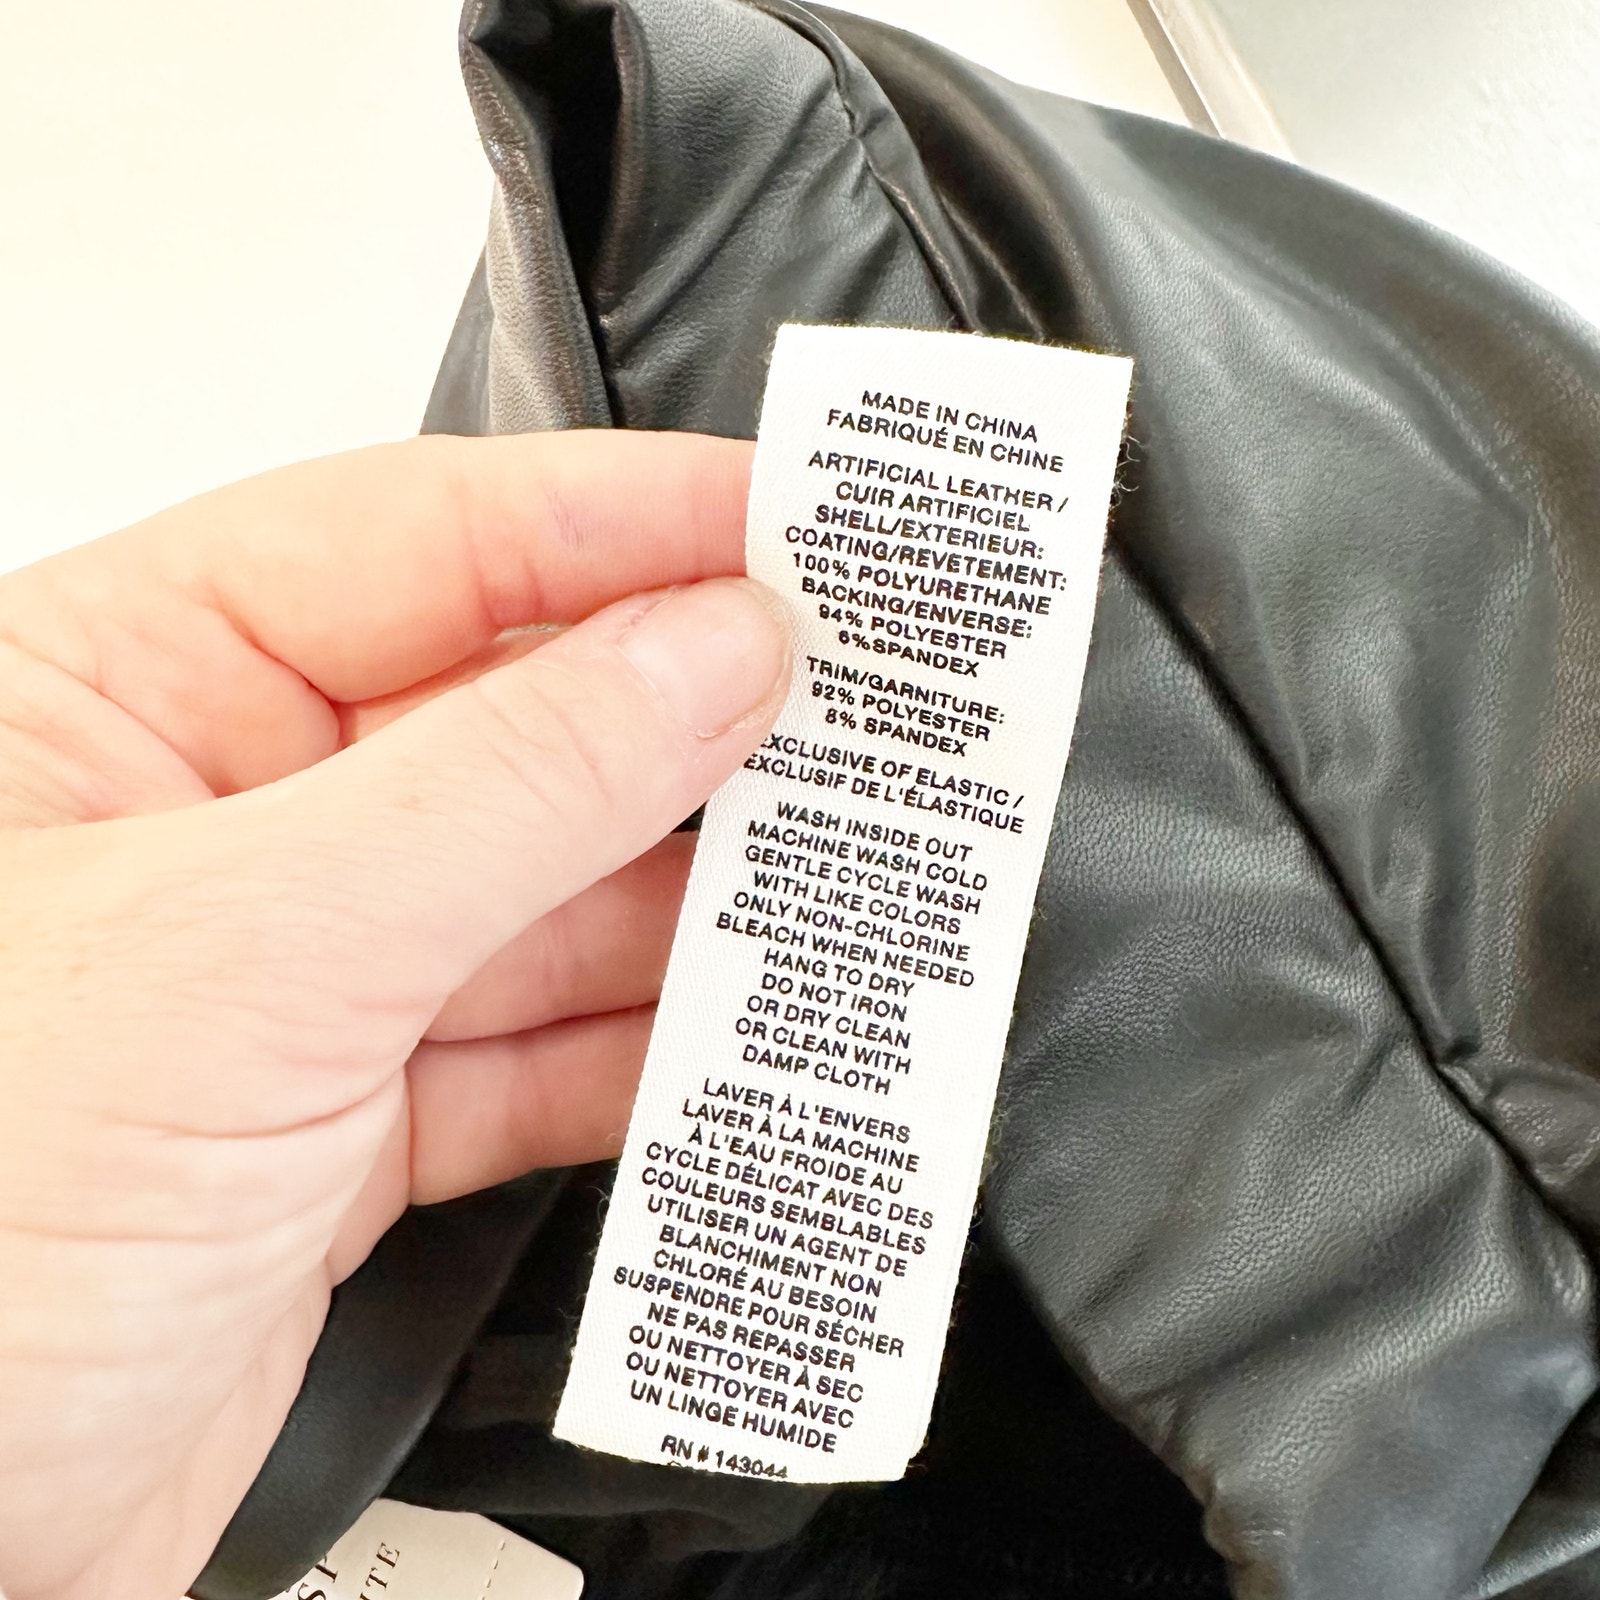 MADE IN CHINA
FABRIQUÉ EN CHINE
ARTIFICIAL LEATHER /
CUIR ARTIFICIEL
SHELL/EXTERIEUR:
COATING/REVETEMENT:
100% POLYURETHANE
BACKING/ENVERSE:
94% POLYESTER
6%SPANDEX
TRIM/GARNITURE:
92% POLYESTER
8% SPANDEX
EXCLUSIVE OF ELASTIC /
EXCLUSIF DE L'ÉLASTIQUE
WASH INSIDE OUT
MACHINE WASH COLD
GENTLE CYCLE WASH
WITH LIKE COLORS
ONLY NON-CHLORINE
BLEACH WHEN NEEDED
HANG TO DRY
DO NOT IRON
OR DRY CLEAN
OR CLEAN WITH
DAMP CLOTH
LAVER À L'ENVERS
LAVER À LA MACHINE
À L'EAU FROIDE AU
CYCLE DÉLICAT AVEC DES
COULEURS SEMBLABLES
UTILISER UN AGENT DE
BLANCHIMENT NON
CHLORÉ AU BESOIN
SUSPENDRE POUR SÉCHER
NE PAS REPASSER
OU NETTOYER À SEC
OU NETTOYER AVEC
UN LINGE HUMIDE
RN # 143044